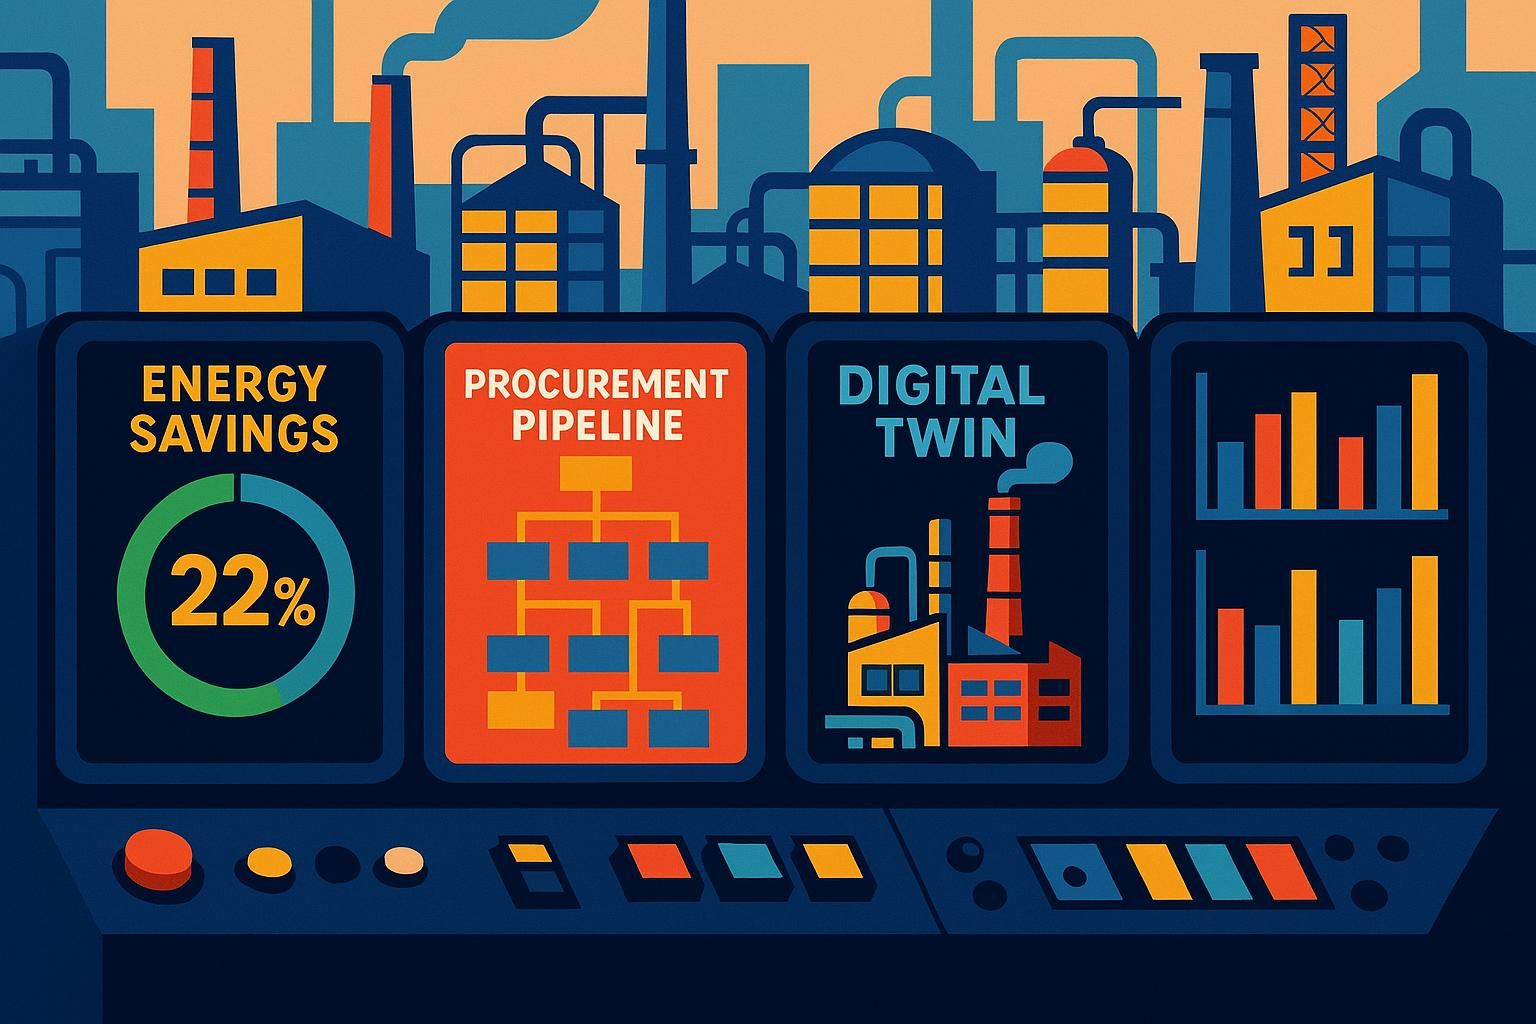 ENERGY
SAVINGS
22%
PROCUREMENT
PIPELINE
DIGITAL
TWIN